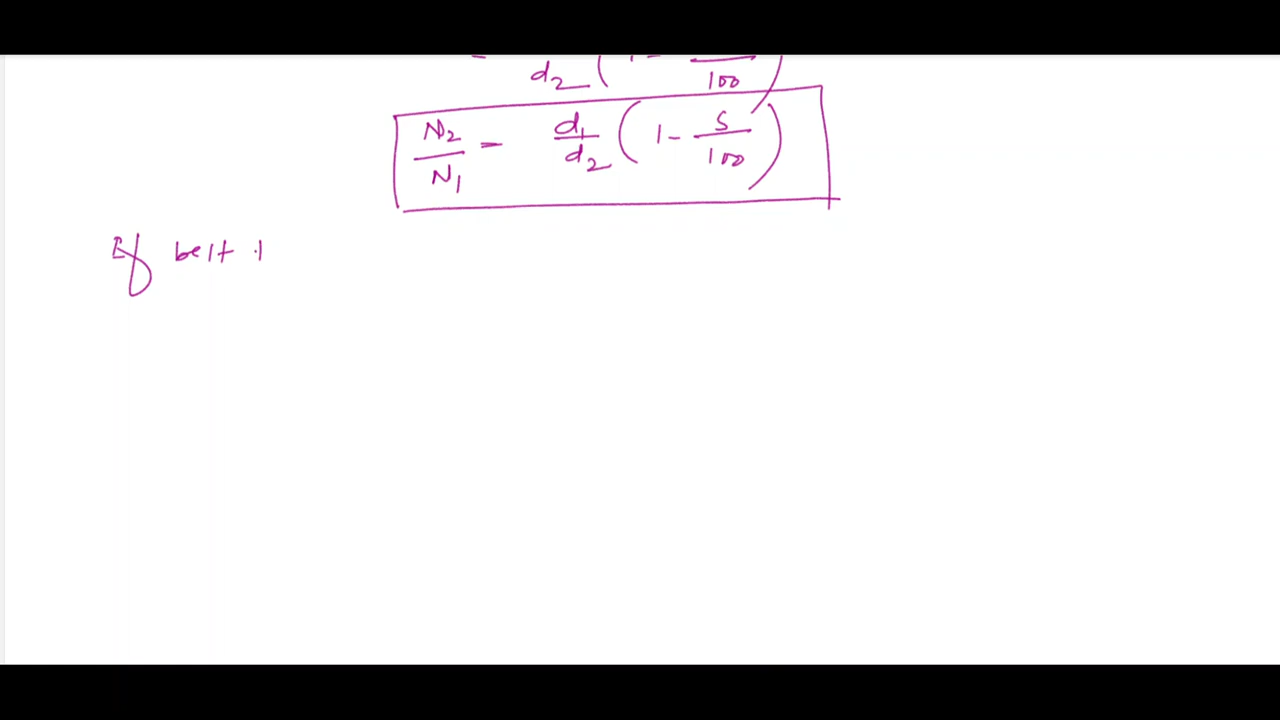 = d2 ( 1 - 100 )
N2/N1 = d1/d2 ( 1 - S/100 )
If belt